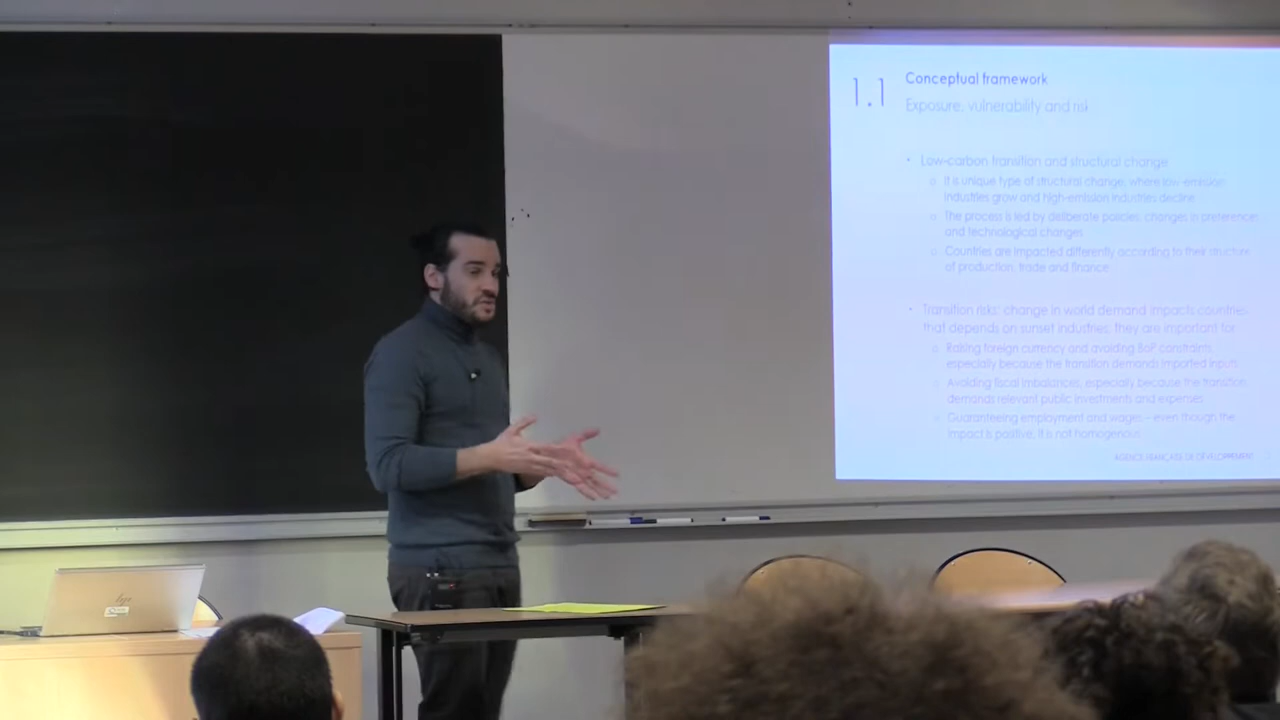 1.1
Conceptual framework
Exposure, vulnerability and risk
• Low-carbon transition and structural change
o It is unique type of structural change, where low-emission
industries grow and high-emission industries decline
o The process is led by deliberate policies, changes in preferences
and technological changes
o Countries are impacted differently according to their structure
of production, trade and finance
• Transition risks: change in world demand impacts countries
that depends on sunset industries, they are important for
o Raising foreign currency and avoiding BoP constraints,
especially because the transition demands imported inputs
o Avoiding fiscal imbalances, especially because the transition
demands relevant public investments and expenses
o Guaranteeing employment and wages – even though the
impact is positive, it is not homogenous
AGENCE FRANÇAISE DE DÉVELOPPEMENT
hp